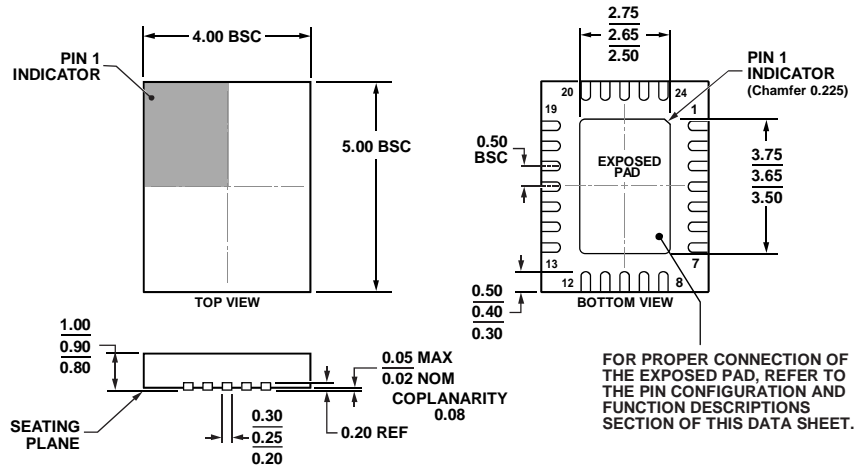 4.00 BSC
PIN 1
INDICATOR
5.00 BSC
TOP VIEW
2.75
2.65
2.50
PIN 1
INDICATOR
(Chamfer 0.225)
20
24
19
1
0.50
BSC
EXPOSED
PAD
3.75
3.65
3.50
13
7
12
8
BOTTOM VIEW
0.50
0.40
0.30
1.00
0.90
0.80
0.05 MAX
0.02 NOM
COPLANARITY
0.08
SEATING
PLANE
0.30
0.25
0.20
0.20 REF
FOR PROPER CONNECTION OF
THE EXPOSED PAD, REFER TO
THE PIN CONFIGURATION AND
FUNCTION DESCRIPTIONS
SECTION OF THIS DATA SHEET.